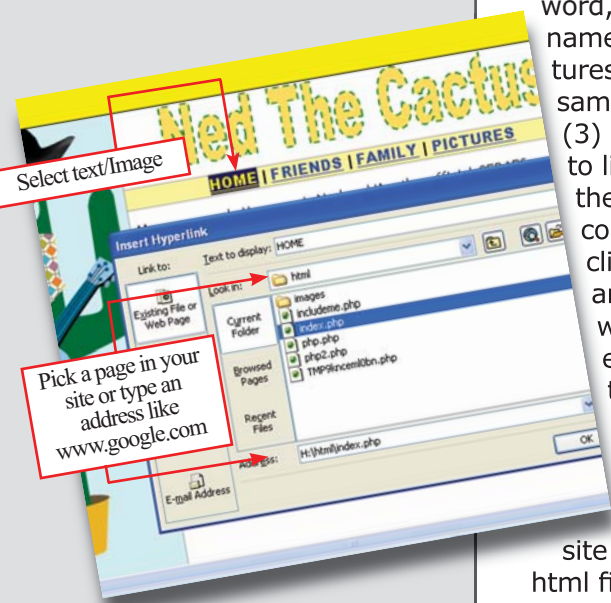 Ned The Cactus
Select text/Image
HOME | FRIENDS | FAMILY | PICTURES
Insert Hyperlink
Link to:
Text to display: HOME
Look in: html
Existing File or
Web Page
Current
Folder
Browsed
Pages
Recent
Files
images
includeme.php
index.php
php.php
php2.php
Pick a page in your
site or type an
address like
www.google.com
Address: H:\html\index.php
OK
E-mail Address
word,
name
tures
sam
(3)
to li
the
co
cli
site
html fi